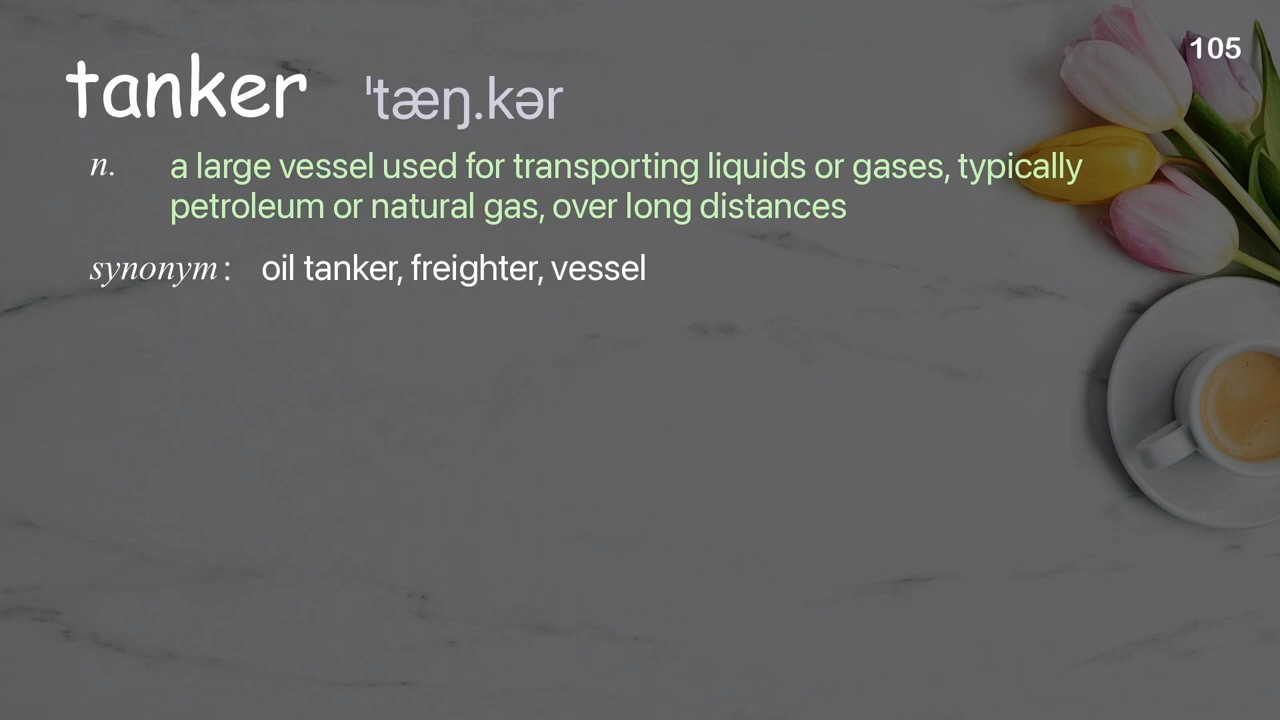 105
tanker ˈtæŋ.kər
n. a large vessel used for transporting liquids or gases, typically
petroleum or natural gas, over long distances
synonym: oil tanker, freighter, vessel